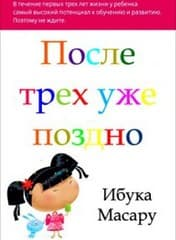 В течение первых трех лет жизни у ребенка
самый высокий потенциал к обучению и развитию.
Поэтому не ждите.
После
трех уже
поздно
Ибука
Масару